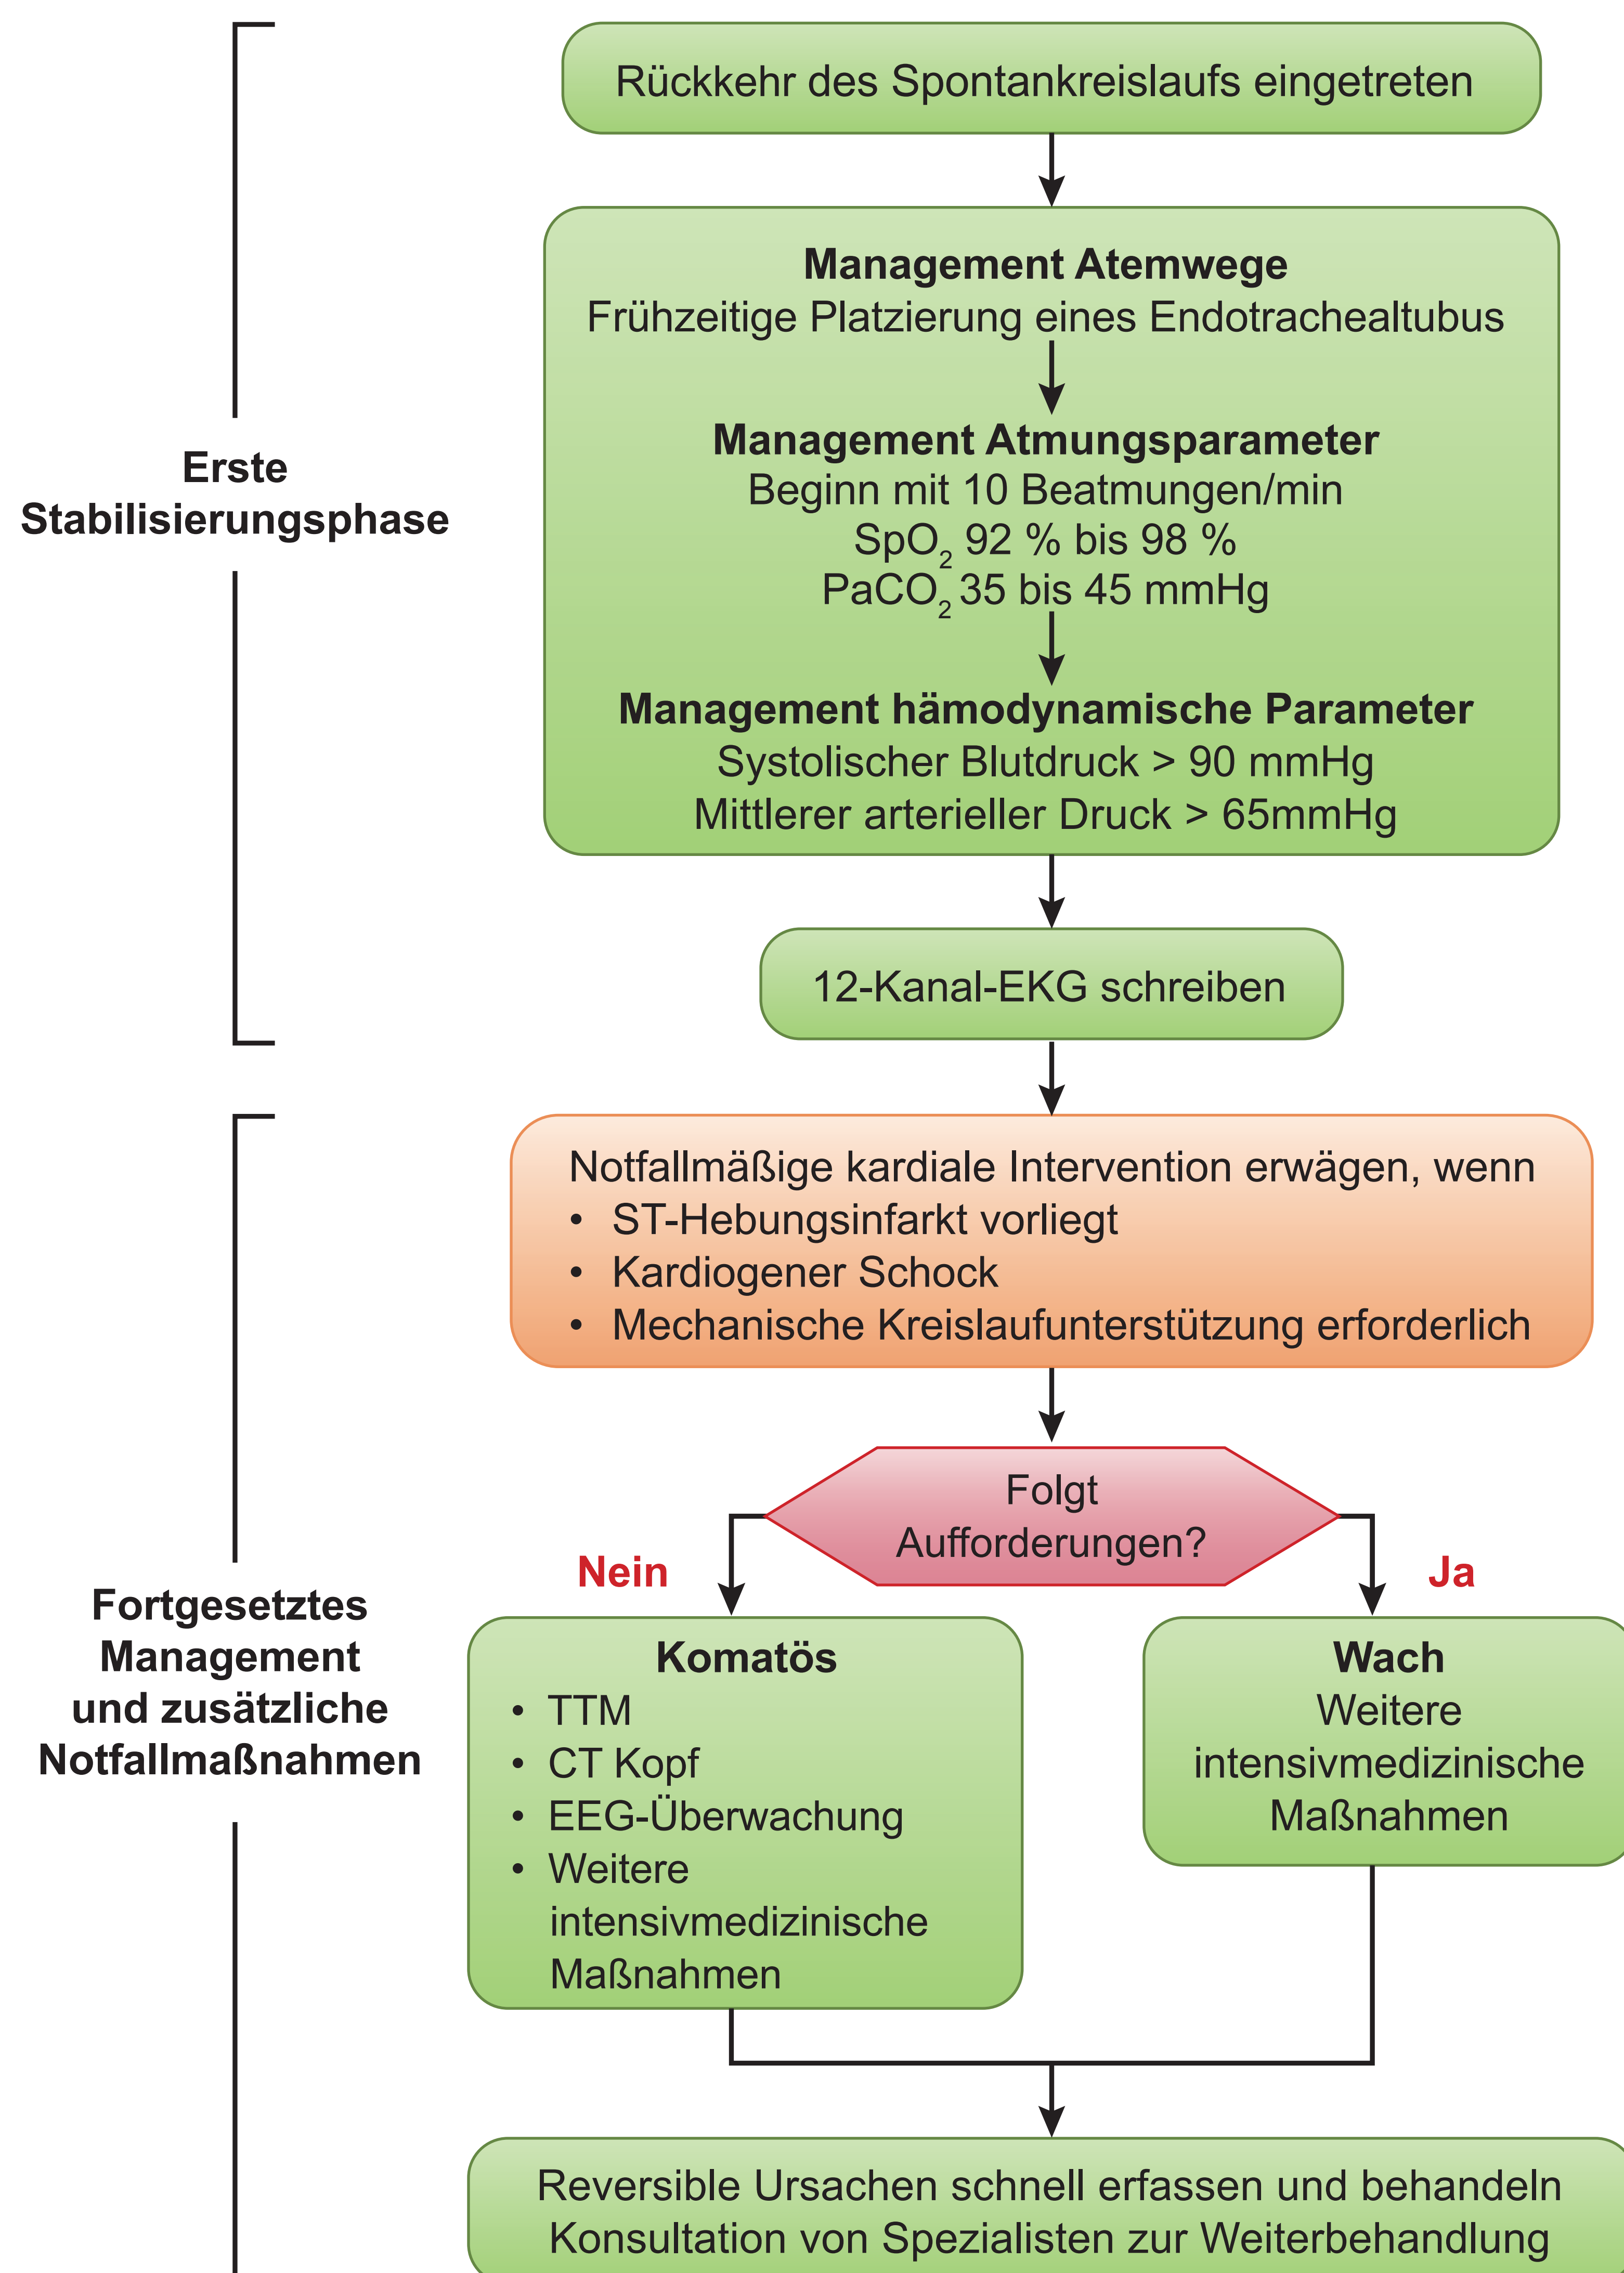 Rückkehr des Spontankreislaufs eingetreten
Management Atemwege
Frühzeitige Platzierung eines Endotrachealtubus
Management Atmungsparameter
Beginn mit 10 Beatmungen/min
SpO₂ 92 % bis 98 %
PaCO₂ 35 bis 45 mmHg
Management hämodynamische Parameter
Systolischer Blutdruck > 90 mmHg
Mittlerer arterieller Druck > 65mmHg
12-Kanal-EKG schreiben
Erste
Stabilisierungsphase
Notfallmäßige kardiale Intervention erwägen, wenn
• ST-Hebungsinfarkt vorliegt
• Kardiogener Schock
• Mechanische Kreislaufunterstützung erforderlich
Folgt
Aufforderungen?
Nein
Ja
Komatös
• TTM
• CT Kopf
• EEG-Überwachung
• Weitere
intensivmedizinische
Maßnahmen
Wach
Weitere
intensivmedizinische
Maßnahmen
Fortgesetztes
Management
und zusätzliche
Notfallmaßnahmen
Reversible Ursachen schnell erfassen und behandeln
Konsultation von Spezialisten zur Weiterbehandlung